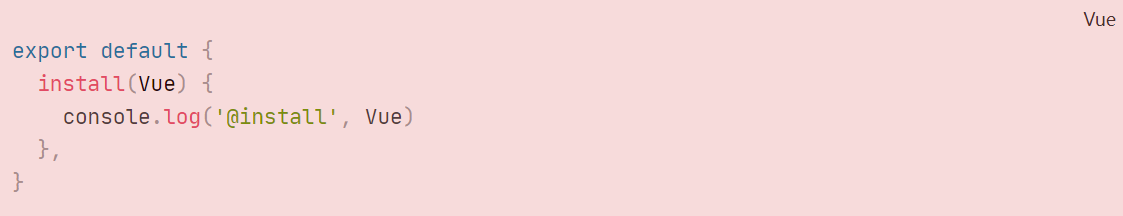 Vue
export default {
  install(Vue) {
    console.log('@install', Vue)
  },
}